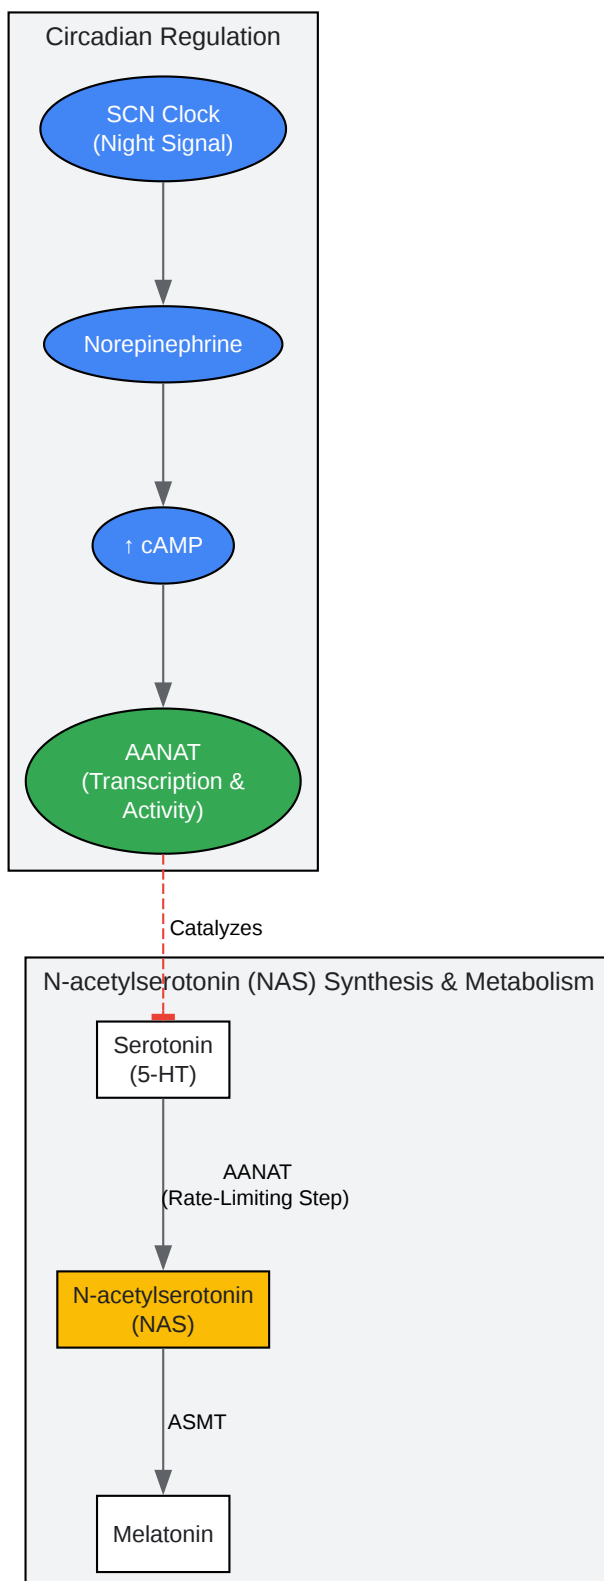 Circadian Regulation
SCN Clock
(Night Signal)
Norepinephrine
↑ cAMP
AANAT
(Transcription &
Activity)
Catalyzes
N-acetylserotonin (NAS) Synthesis & Metabolism
Serotonin
(5-HT)
AANAT
(Rate-Limiting Step)
N-acetylserotonin
(NAS)
ASMT
Melatonin